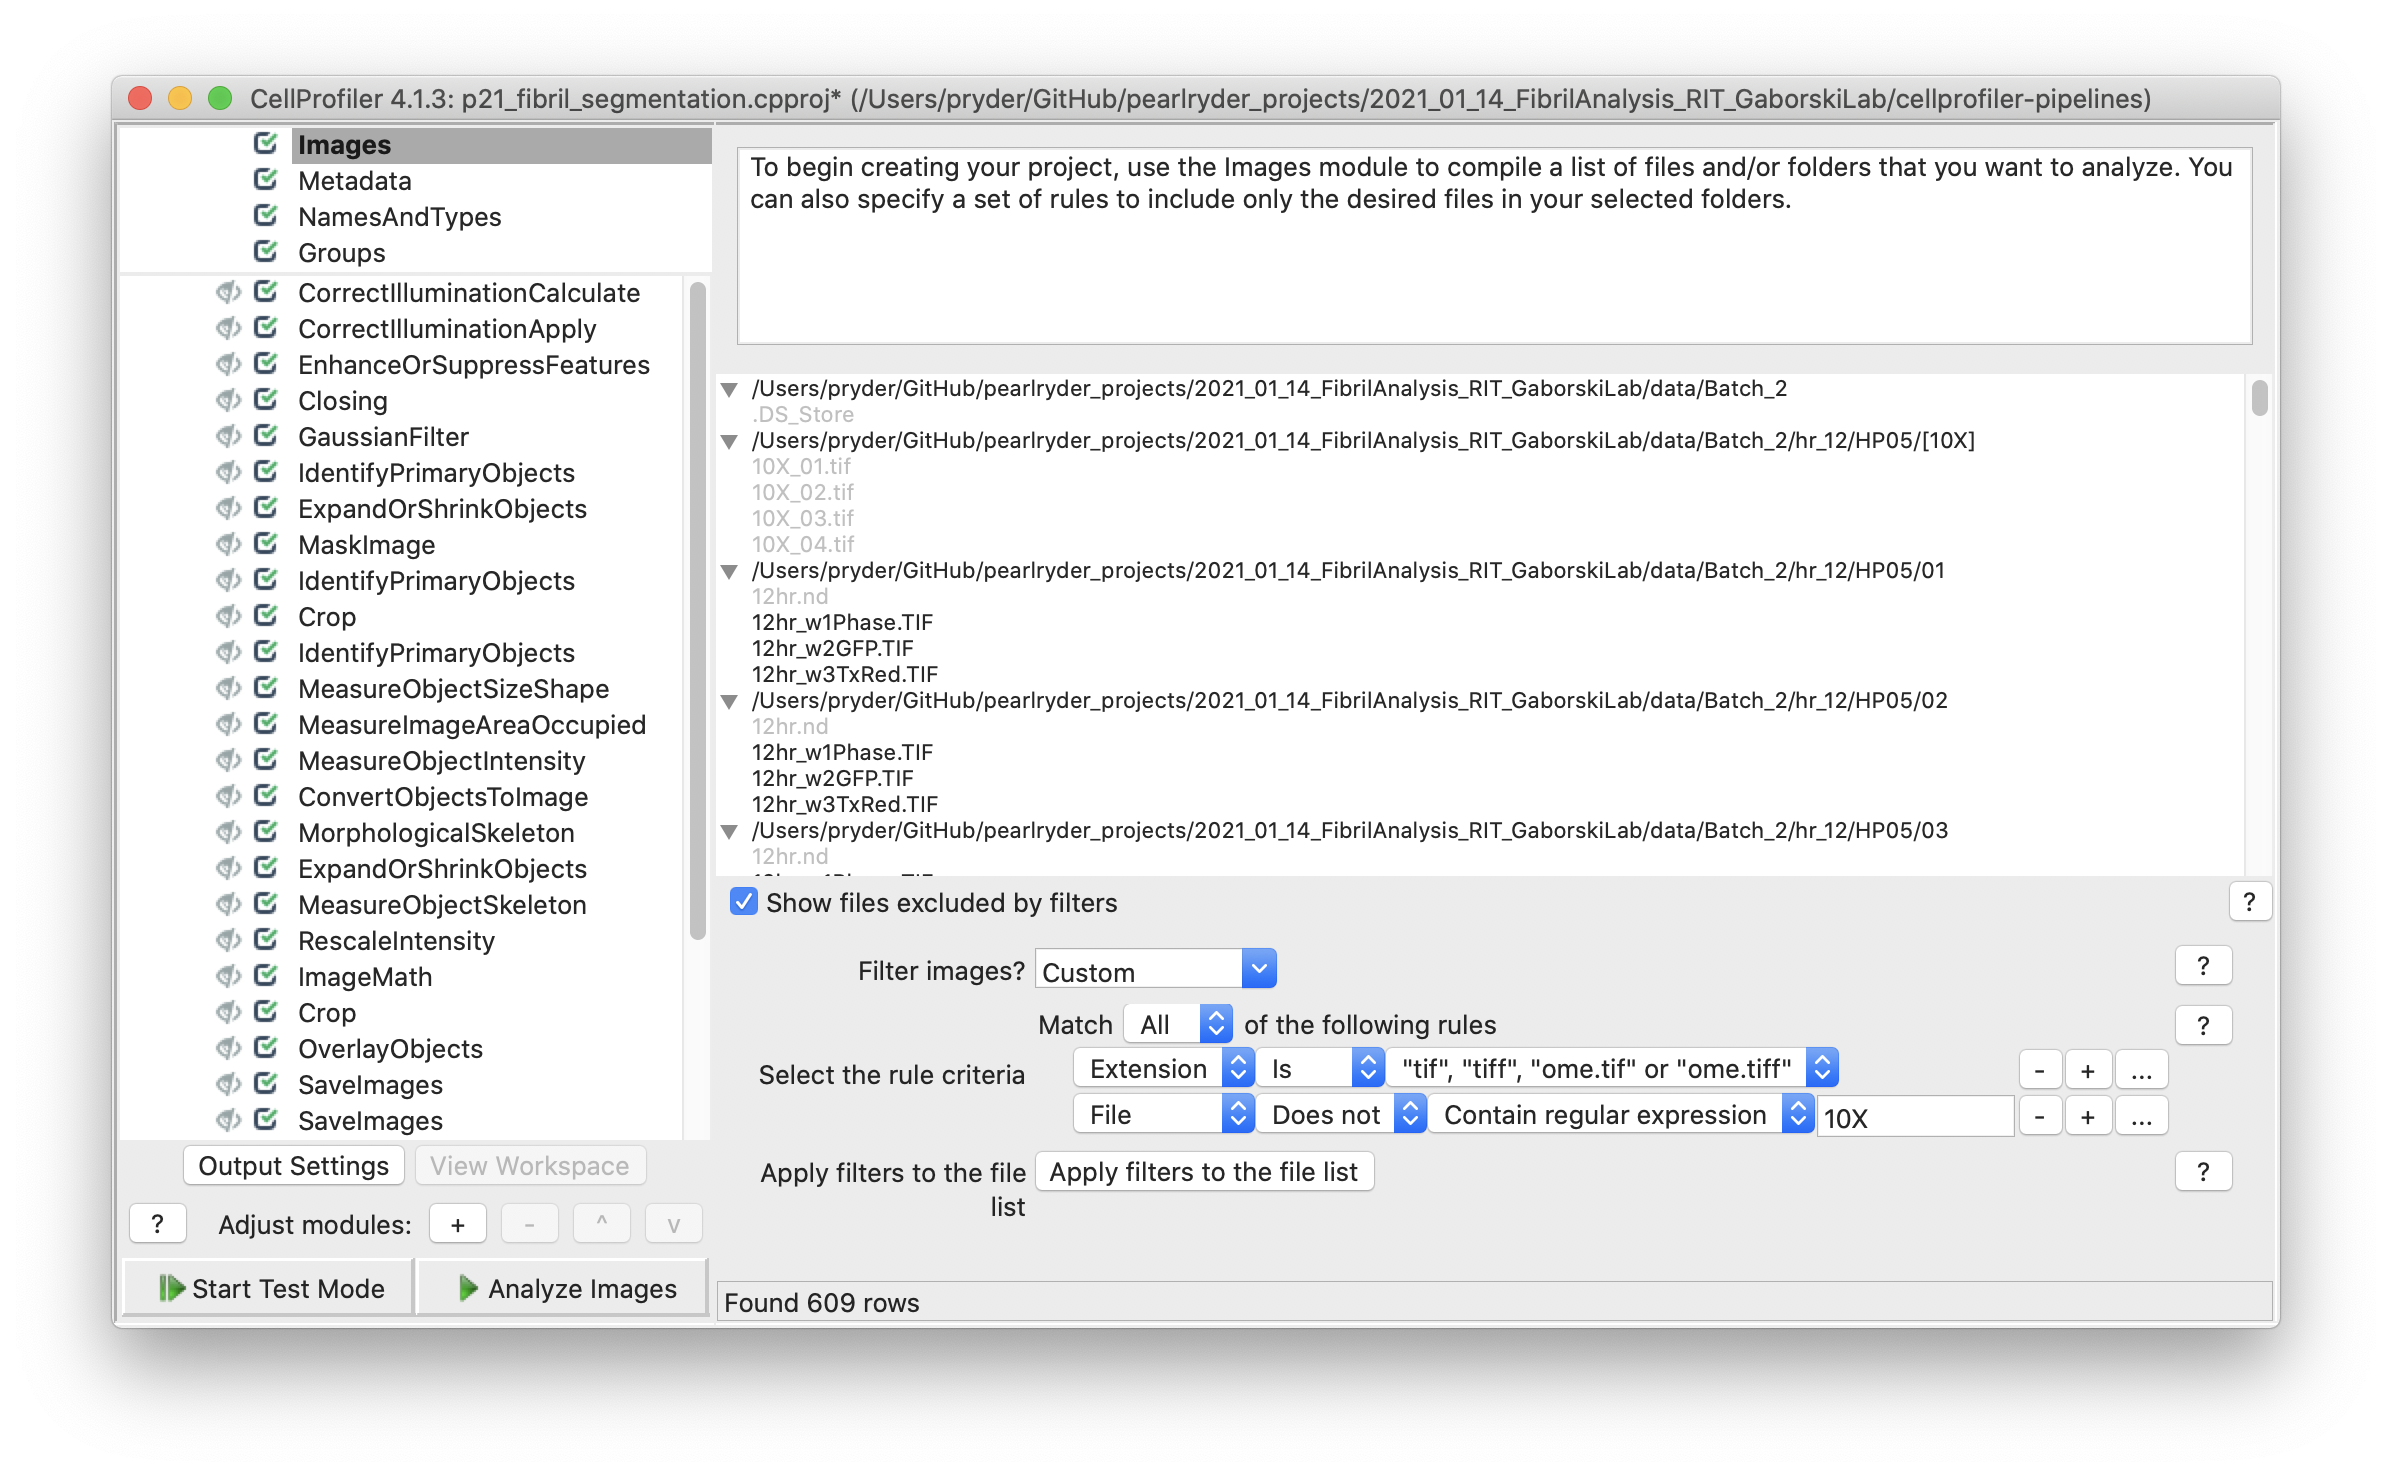 CellProfiler 4.1.3: p21_fibril_segmentation.cpproj* (/Users/pryder/GitHub/pearlryder_projects/2021_01_14_FibrilAnalysis_RIT_GaborskiLab/cellprofiler-pipelines)
Images
Metadata
NamesAndTypes
Groups
CorrectIlluminationCalculate
CorrectIlluminationApply
EnhanceOrSuppressFeatures
Closing
GaussianFilter
IdentifyPrimaryObjects
ExpandOrShrinkObjects
MaskImage
IdentifyPrimaryObjects
Crop
IdentifyPrimaryObjects
MeasureObjectSizeShape
MeasureImageAreaOccupied
MeasureObjectIntensity
ConvertObjectsToImage
MorphologicalSkeleton
ExpandOrShrinkObjects
MeasureObjectSkeleton
RescaleIntensity
ImageMath
Crop
OverlayObjects
SaveImages
SaveImages
Output Settings View Workspace
? Adjust modules: + - ^ v
Start Test Mode Analyze Images
To begin creating your project, use the Images module to compile a list of files and/or folders that you want to analyze. You
can also specify a set of rules to include only the desired files in your selected folders.
/Users/pryder/GitHub/pearlryder_projects/2021_01_14_FibrilAnalysis_RIT_GaborskiLab/data/Batch_2
.DS_Store
/Users/pryder/GitHub/pearlryder_projects/2021_01_14_FibrilAnalysis_RIT_GaborskiLab/data/Batch_2/hr_12/HP05/[10X]
10X_01.tif
10X_02.tif
10X_03.tif
10X_04.tif
/Users/pryder/GitHub/pearlryder_projects/2021_01_14_FibrilAnalysis_RIT_GaborskiLab/data/Batch_2/hr_12/HP05/01
12hr.nd
12hr_w1Phase.TIF
12hr_w2GFP.TIF
12hr_w3TxRed.TIF
/Users/pryder/GitHub/pearlryder_projects/2021_01_14_FibrilAnalysis_RIT_GaborskiLab/data/Batch_2/hr_12/HP05/02
12hr.nd
12hr_w1Phase.TIF
12hr_w2GFP.TIF
12hr_w3TxRed.TIF
/Users/pryder/GitHub/pearlryder_projects/2021_01_14_FibrilAnalysis_RIT_GaborskiLab/data/Batch_2/hr_12/HP05/03
12hr.nd
Show files excluded by filters ?
Filter images? Custom ?
Match All of the following rules ?
Select the rule criteria Extension Is "tif", "tiff", "ome.tif" or "ome.tiff" - + ...
File Does not Contain regular expression 10X - + ...
Apply filters to the file list Apply filters to the file list ?
Found 609 rows